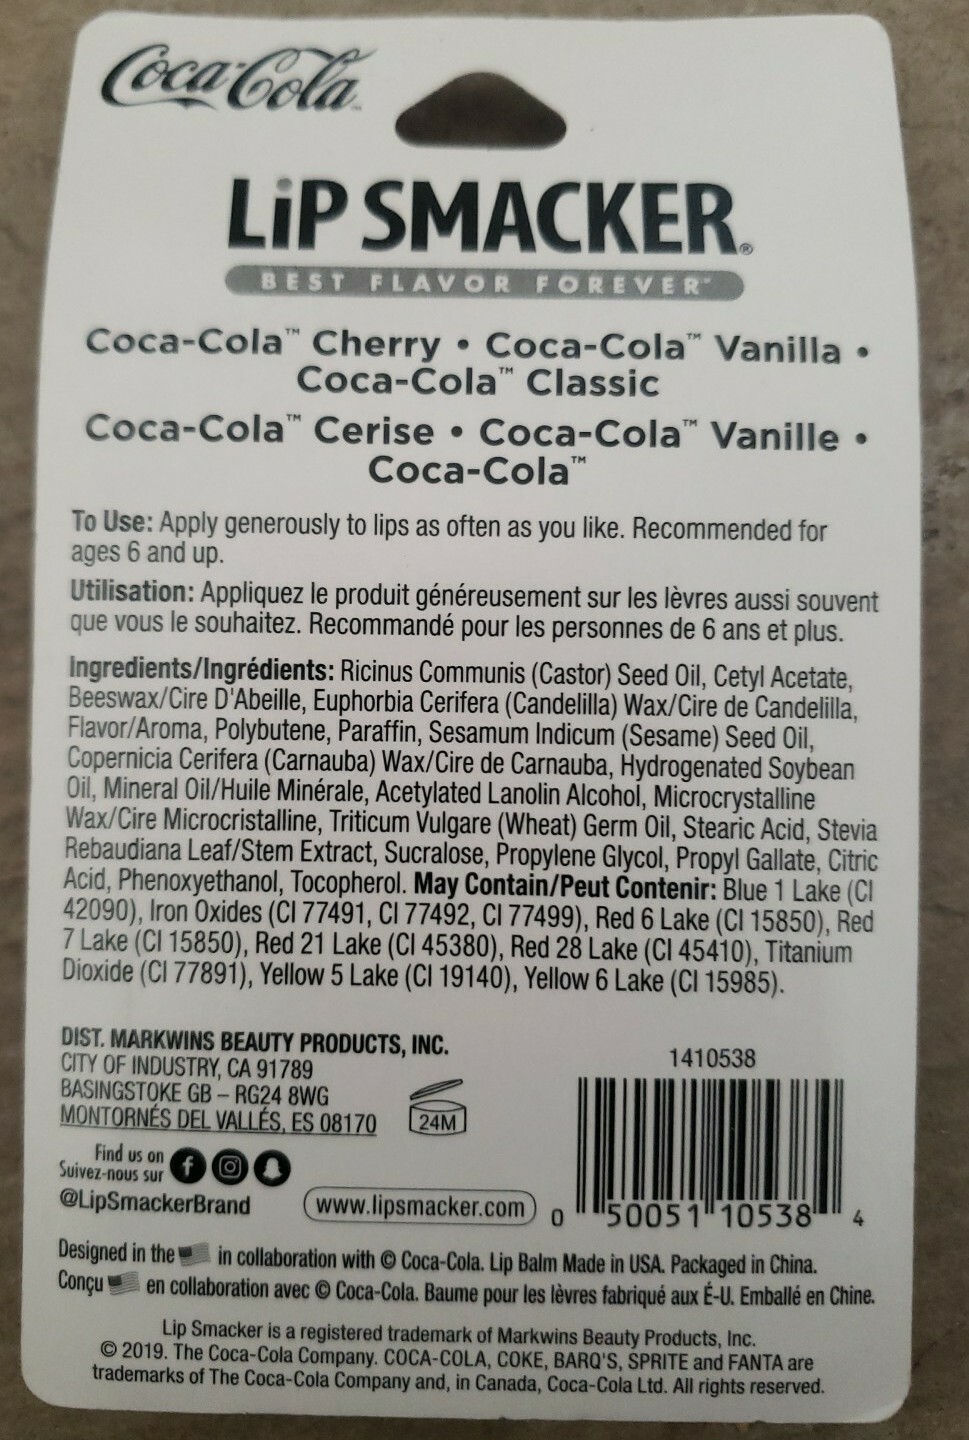 Coca-Cola™
LiP SMACKER®
BEST FLAVOR FOREVER™
Coca-Cola™ Cherry • Coca-Cola™ Vanilla •
Coca-Cola™ Classic
Coca-Cola™ Cerise • Coca-Cola™ Vanille •
Coca-Cola™
To Use: Apply generously to lips as often as you like. Recommended for
ages 6 and up.
Utilisation: Appliquez le produit généreusement sur les lèvres aussi souvent
que vous le souhaitez. Recommandé pour les personnes de 6 ans et plus.
Ingredients/Ingrédients: Ricinus Communis (Castor) Seed Oil, Cetyl Acetate,
Beeswax/Cire D'Abeille, Euphorbia Cerifera (Candelilla) Wax/Cire de Candelilla,
Flavor/Aroma, Polybutene, Paraffin, Sesamum Indicum (Sesame) Seed Oil,
Copernicia Cerifera (Carnauba) Wax/Cire de Carnauba, Hydrogenated Soybean
Oil, Mineral Oil/Huile Minérale, Acetylated Lanolin Alcohol, Microcrystalline
Wax/Cire Microcristalline, Triticum Vulgare (Wheat) Germ Oil, Stearic Acid, Stevia
Rebaudiana Leaf/Stem Extract, Sucralose, Propylene Glycol, Propyl Gallate, Citric
Acid, Phenoxyethanol, Tocopherol. May Contain/Peut Contenir: Blue 1 Lake (CI
42090), Iron Oxides (CI 77491, CI 77492, CI 77499), Red 6 Lake (CI 15850), Red
7 Lake (CI 15850), Red 21 Lake (CI 45380), Red 28 Lake (CI 45410), Titanium
Dioxide (CI 77891), Yellow 5 Lake (CI 19140), Yellow 6 Lake (CI 15985).
DIST. MARKWINS BEAUTY PRODUCTS, INC.
CITY OF INDUSTRY, CA 91789
BASINGSTOKE GB – RG24 8WG
MONTORNÉS DEL VALLÉS, ES 08170
24M
1410538
Find us on
Suivez-nous sur
@LipSmackerBrand
www.lipsmacker.com
0 50051 10538 4
Designed in the in collaboration with © Coca-Cola. Lip Balm Made in USA. Packaged in China.
Conçu en collaboration avec © Coca-Cola. Baume pour les lèvres fabriqué aux É-U. Emballé en Chine.
Lip Smacker is a registered trademark of Markwins Beauty Products, Inc.
© 2019. The Coca-Cola Company. COCA-COLA, COKE, BARQ'S, SPRITE and FANTA are
trademarks of The Coca-Cola Company and, in Canada, Coca-Cola Ltd. All rights reserved.